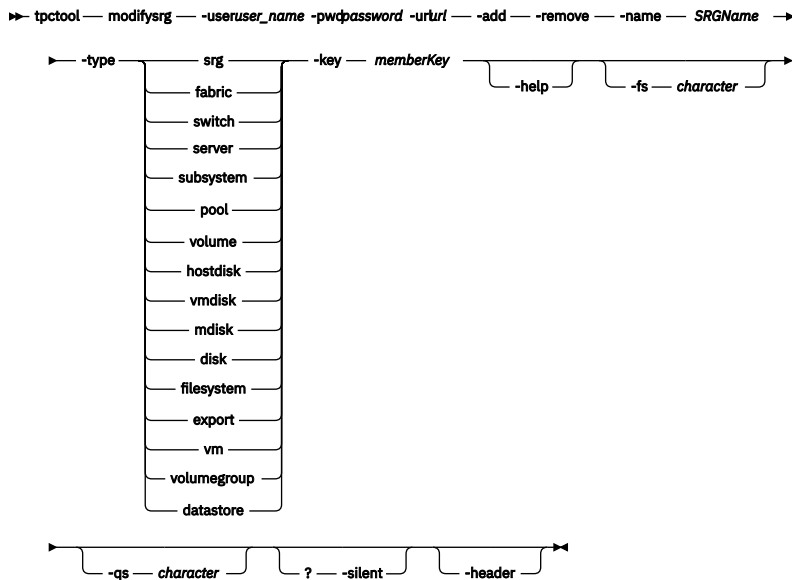 tpctool modifysrg -user user_name -pwd password -url url -add -remove -name SRGName
-type srg -key memberKey -help -fs character
fabric
switch
server
subsystem
pool
volume
hostdisk
vmdisk
mdisk
disk
filesystem
export
vm
volumegroup
datastore
-qs character ? -silent -header